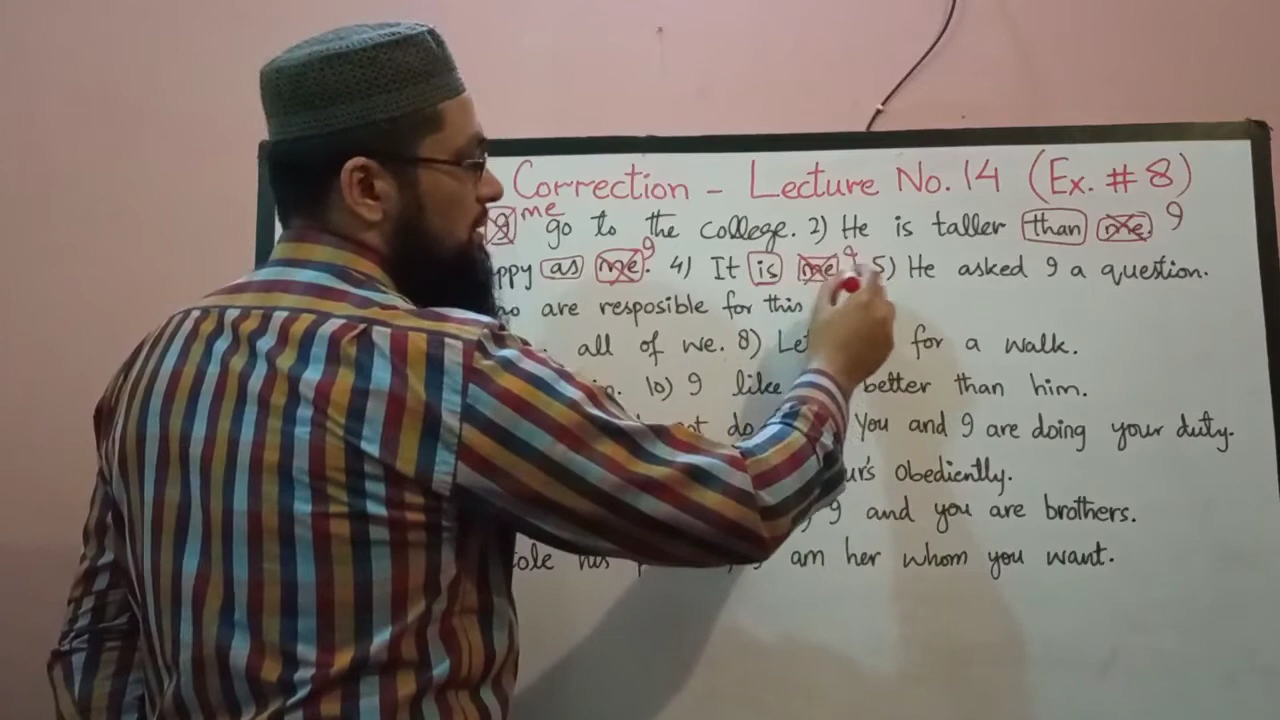 Correction - Lecture No. 14 (Ex. # 8)
I me go to the college. 2) He is taller than me I
as me I. 4) It is me I 5) He asked I a question.
are resposible for this
all of we. 8) for a walk.
10) I like better than him.
do You and I are doing your duty.
obediently.
I and you are brothers.
am her whom you want.